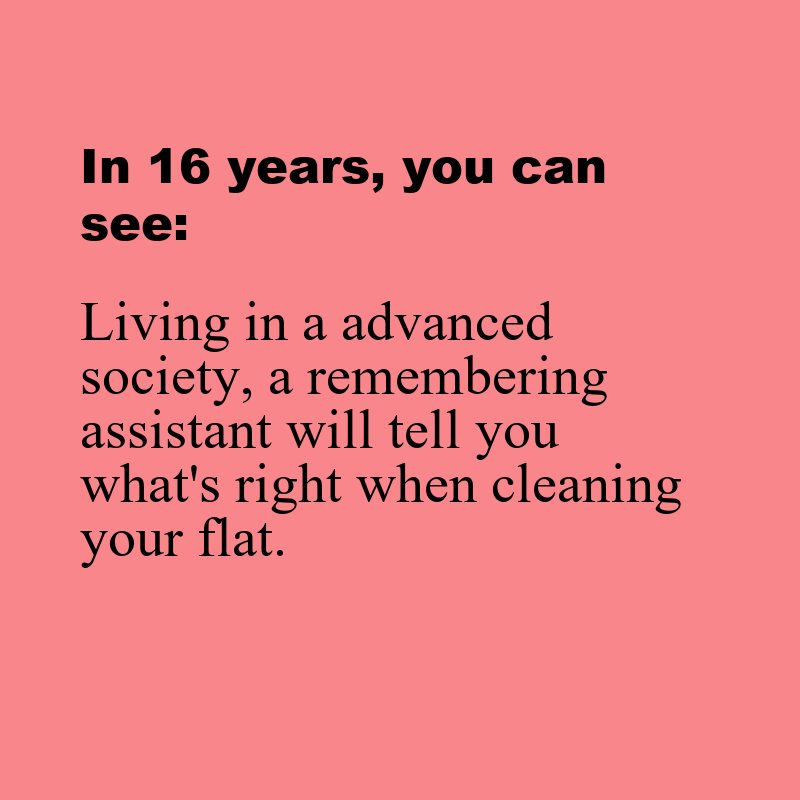 In 16 years, you can
see:
Living in a advanced
society, a remembering
assistant will tell you
what's right when cleaning
your flat.